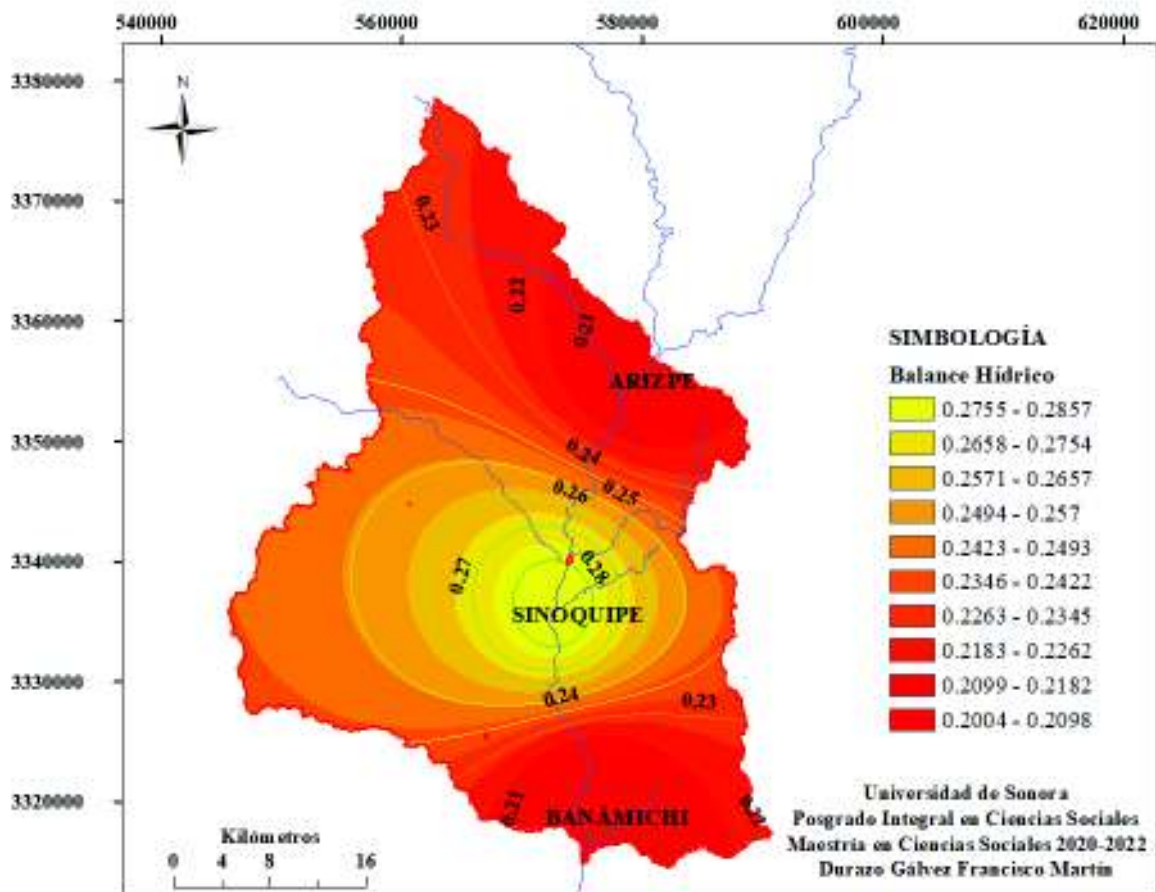 540000 560000 580000 600000 620000
3380000
3370000
3360000
3350000
3340000
3330000
3320000
N
0.23
0.22
0.21
ARIZPE
0.24
0.25
0.26
0.27
0.28
SINOQUIPE
0.24
0.23
0.21
BANÁMICHI
SIMBOLOGÍA
Balance Hídrico
0.2755 - 0.2857
0.2658 - 0.2754
0.2571 - 0.2657
0.2494 - 0.257
0.2423 - 0.2493
0.2346 - 0.2422
0.2263 - 0.2345
0.2183 - 0.2262
0.2099 - 0.2182
0.2004 - 0.2098
Kilómetros
0 4 8 16
Universidad de Sonora
Posgrado Integral en Ciencias Sociales
Maestría en Ciencias Sociales 2020-2022
Durazo Gálvez Francisco Martín